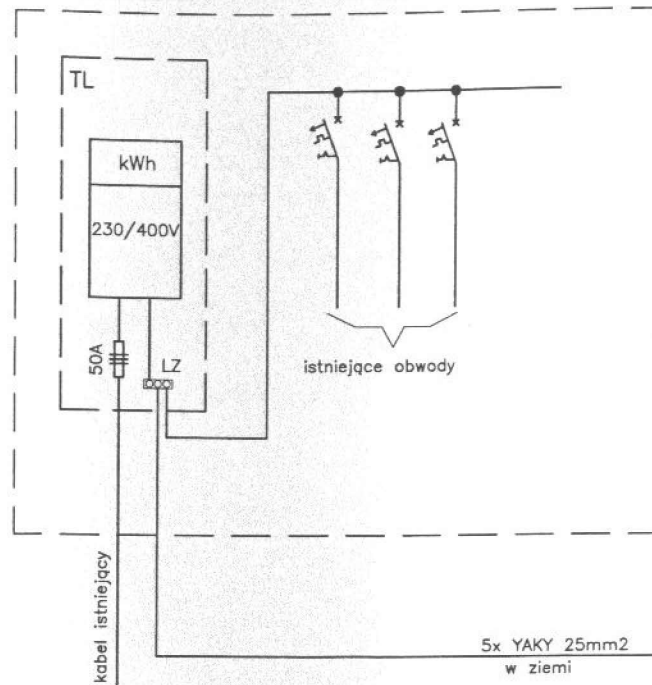 TL
kWh
230/400V
50A
LZ
istniejące obwody
kabel istniejący
5x YAKY 25mm2
w ziemi